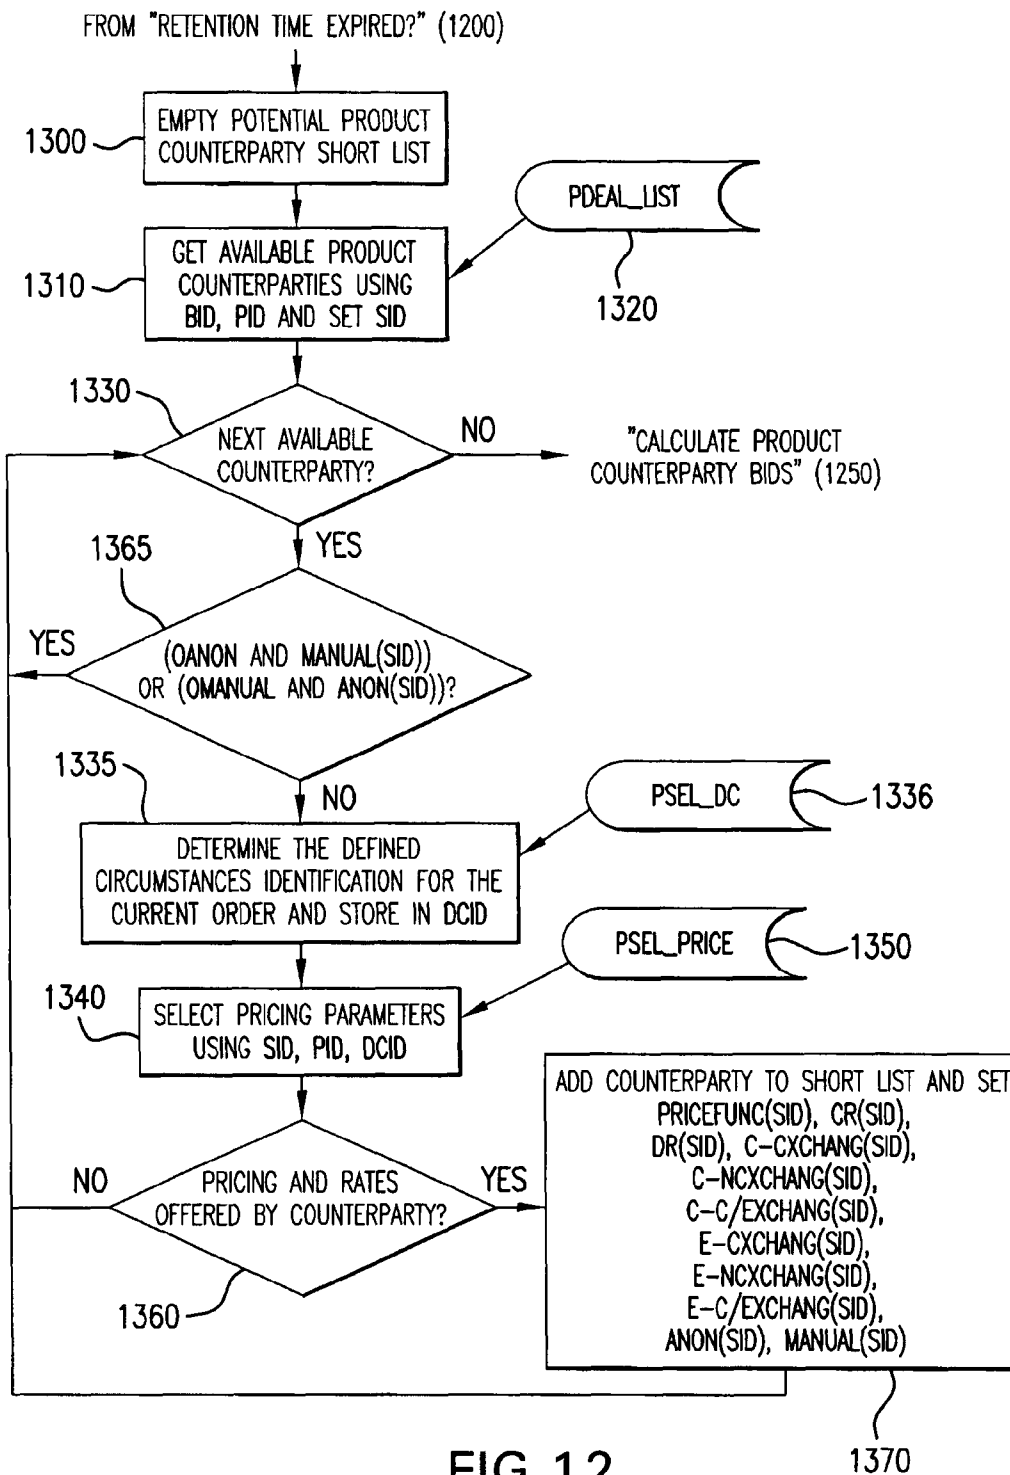 FROM "RETENTION TIME EXPIRED?" (1200)
EMPTY POTENTIAL PRODUCT
COUNTERPARTY SHORT LIST
1300
PDEAL_LIST
1320
GET AVAILABLE PRODUCT
COUNTERPARTIES USING
BID, PID AND SET SID
1310
1330
NEXT AVAILABLE
COUNTERPARTY?
NO
"CALCULATE PRODUCT
COUNTERPARTY BIDS" (1250)
YES
1365
YES
(OANON AND MANUAL(SID))
OR (OMANUAL AND ANON(SID))?
NO
1335
PSEL_DC
1336
DETERMINE THE DEFINED
CIRCUMSTANCES IDENTIFICATION FOR THE
CURRENT ORDER AND STORE IN DCID
PSEL_PRICE
1350
1340
SELECT PRICING PARAMETERS
USING SID, PID, DCID
NO
PRICING AND RATES
OFFERED BY COUNTERPARTY?
YES
1360
ADD COUNTERPARTY TO SHORT LIST AND SET
PRICEFUNC(SID), CR(SID),
DR(SID), C-CXCHANG(SID),
C-NCXCHANG(SID),
C-C/EXCHANG(SID),
E-CXCHANG(SID),
E-NCXCHANG(SID),
E-C/EXCHANG(SID),
ANON(SID), MANUAL(SID)
1370
FIG.12